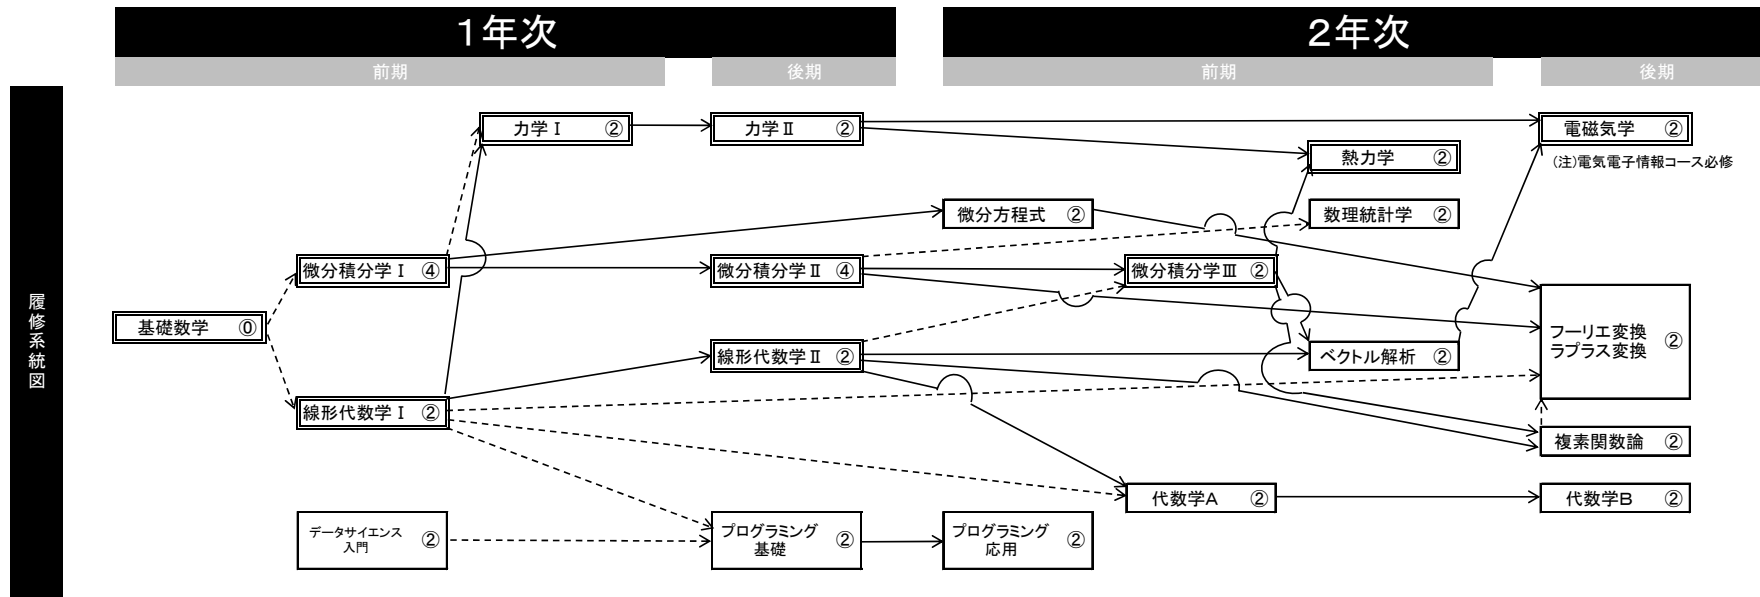 1年次
2年次
前期
後期
前期
後期
履修系統図
力学Ⅰ ②
力学Ⅱ ②
電磁気学 ②
(注)電気電子情報コース必修
熱力学 ②
微分方程式 ②
数理統計学 ②
微分積分学Ⅰ ④
微分積分学Ⅱ ④
微分積分学Ⅲ ②
基礎数学 ⓪
フーリエ変換
ラプラス変換 ②
線形代数学Ⅱ ②
ベクトル解析 ②
線形代数学Ⅰ ②
複素関数論 ②
代数学A ②
代数学B ②
データサイエンス
入門 ②
プログラミング
基礎 ②
プログラミング
応用 ②